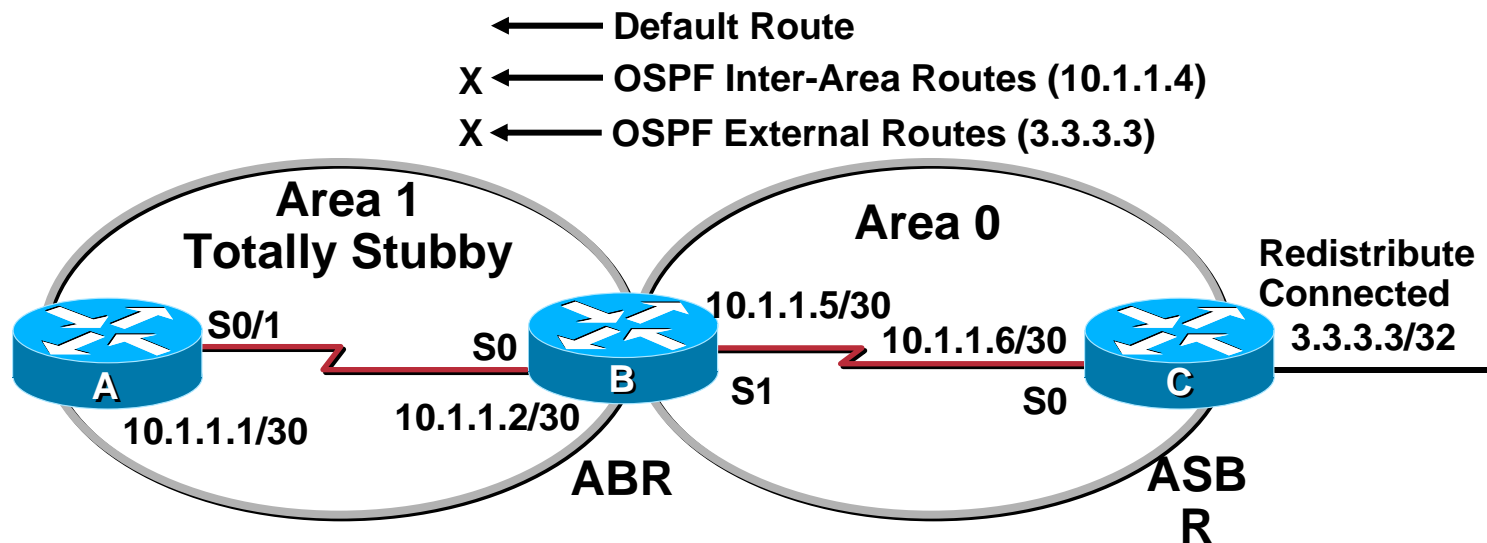 Default Route
X OSPF Inter-Area Routes (10.1.1.4)
X OSPF External Routes (3.3.3.3)
Area 1
Totally Stubby
Area 0
Redistribute
Connected
3.3.3.3/32
S0/1
S0
10.1.1.5/30
10.1.1.6/30
A
B
C
S1
S0
10.1.1.1/30
10.1.1.2/30
ABR
ASB
R